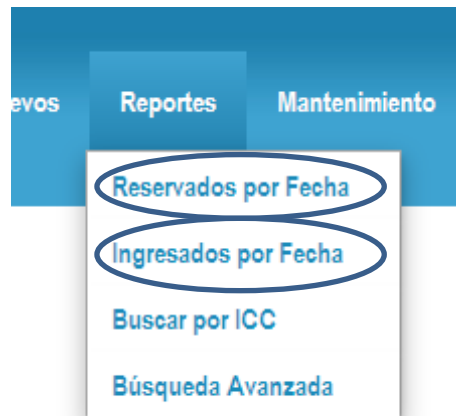 evos Reportes Mantenimiento
Reservados por Fecha
Ingresados por Fecha
Buscar por ICC
Búsqueda Avanzada